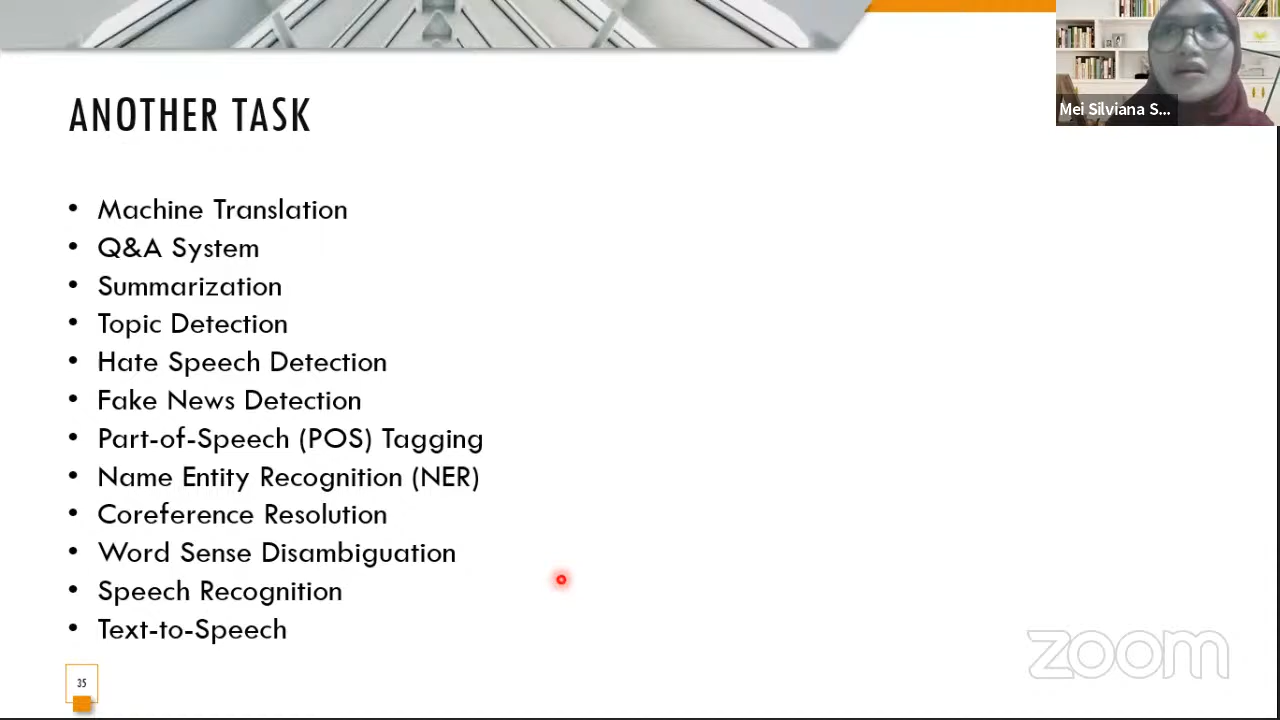 Mei Silviana S...
ANOTHER TASK
• Machine Translation
• Q&A System
• Summarization
• Topic Detection
• Hate Speech Detection
• Fake News Detection
• Part-of-Speech (POS) Tagging
• Name Entity Recognition (NER)
• Coreference Resolution
• Word Sense Disambiguation
• Speech Recognition
• Text-to-Speech
35
zoom